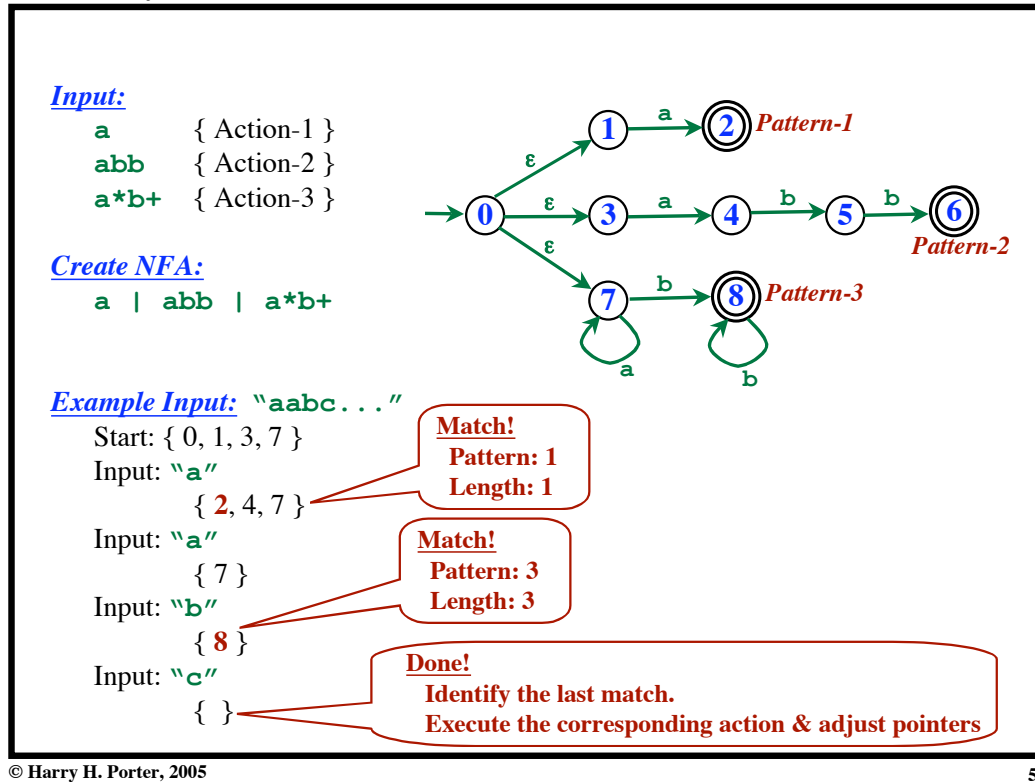 Input:
a { Action-1 }
abb { Action-2 }
a*b+ { Action-3 }
Create NFA:
a | abb | a*b+
1 a 2 Pattern-1
ε
0 ε 3 a 4 b 5 b 6
Pattern-2
ε
7 b 8 Pattern-3
a
b
Example Input: "aabc..."
Start: { 0, 1, 3, 7 }
Input: "a"
{ 2, 4, 7 }
Match!
Pattern: 1
Length: 1
Input: "a"
{ 7 }
Input: "b"
{ 8 }
Match!
Pattern: 3
Length: 3
Input: "c"
{ }
Done!
Identify the last match.
Execute the corresponding action & adjust pointers
© Harry H. Porter, 2005
5